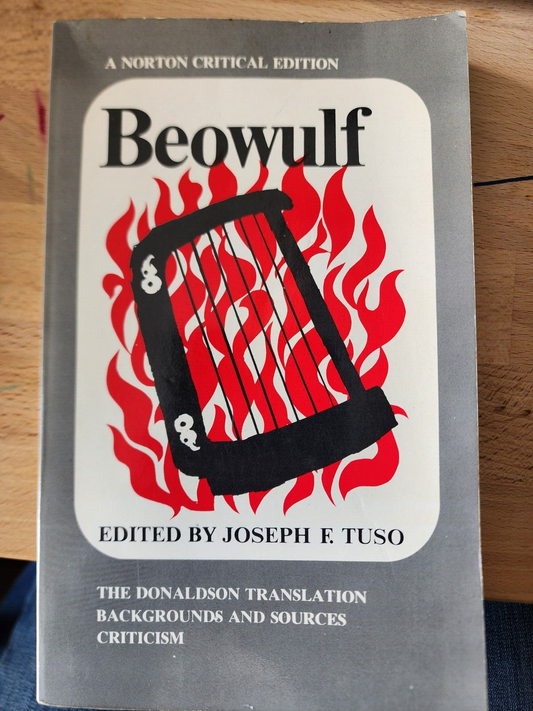 A NORTON CRITICAL EDITION
Beowulf
EDITED BY JOSEPH F. TUSO
THE DONALDSON TRANSLATION
BACKGROUNDS AND SOURCES
CRITICISM